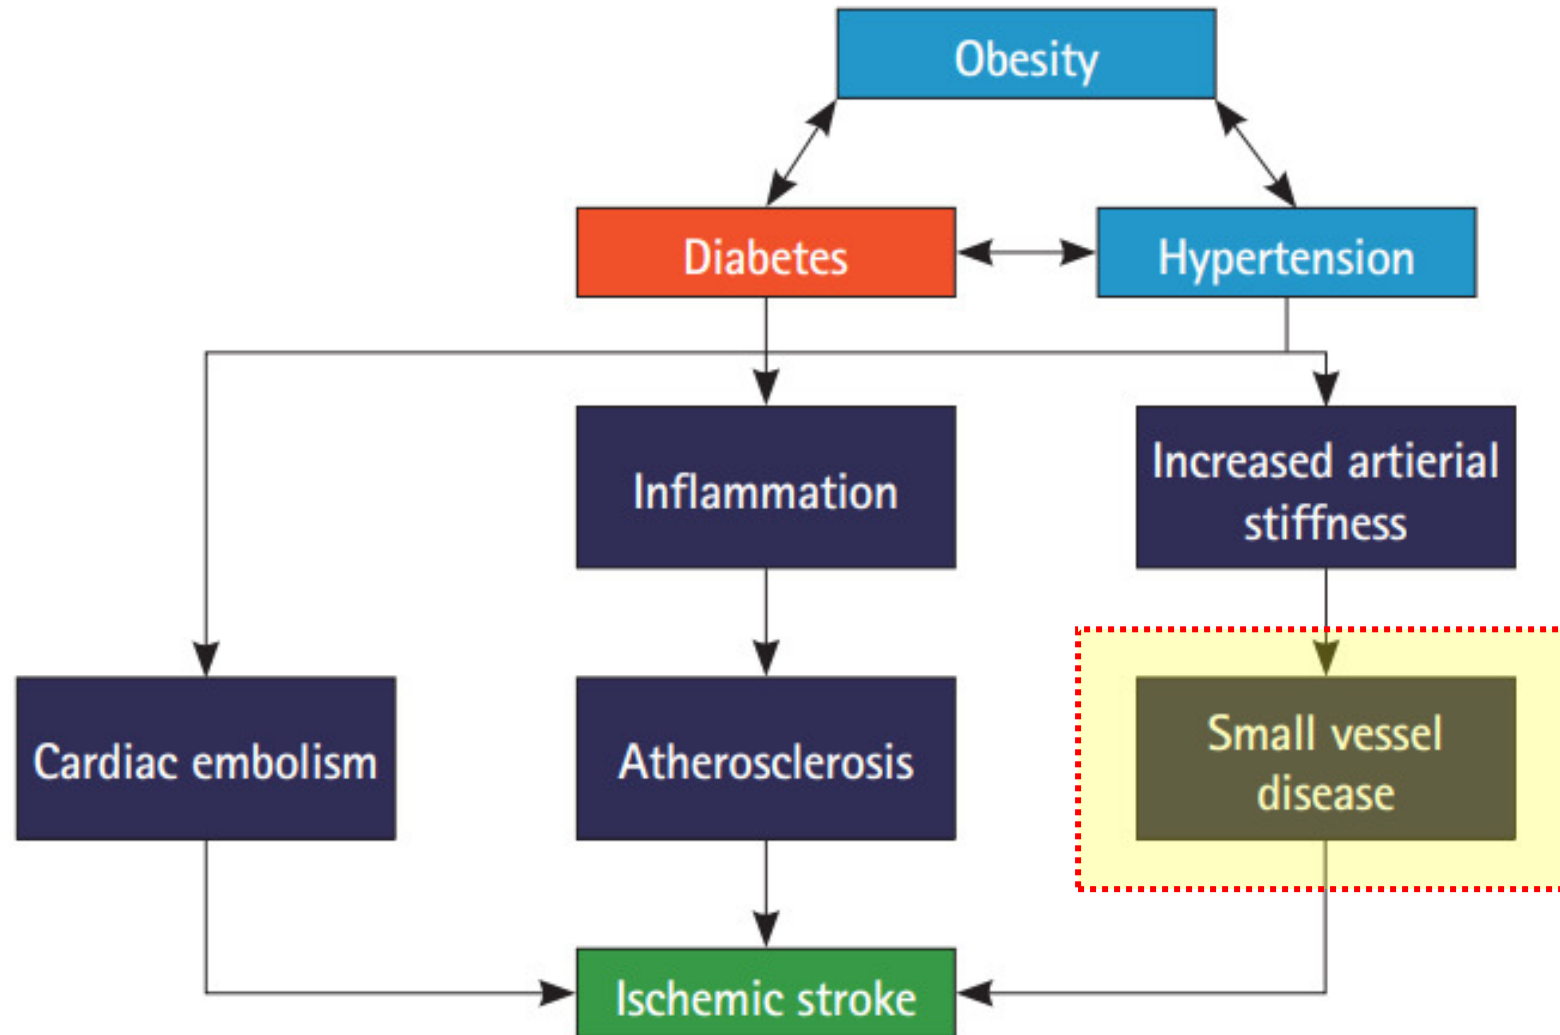 Obesity
Diabetes
Hypertension
Inflammation
Increased artierial
stiffness
Cardiac embolism
Atherosclerosis
Small vessel
disease
Ischemic stroke